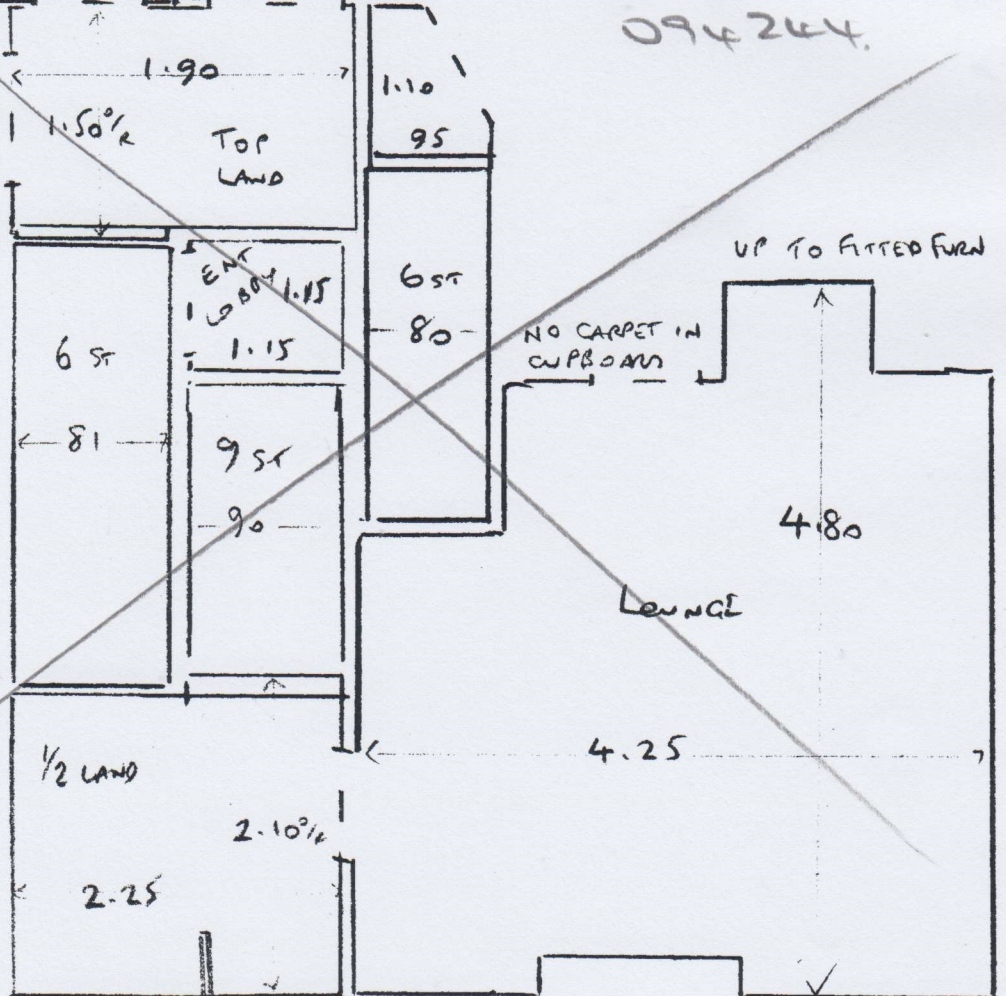 094244.
1.90
1.10
1.50º/R
95
TOP
LAND
UP TO FITTED FURN
ENT
LOBBY
1.15
1.15
6 ST
80
NO CARPET IN
CUPBOARD
6 ST
81
9 ST
90
4.80
LOUNGE
4.25
1/2 LAND
2.10º/R
2.25